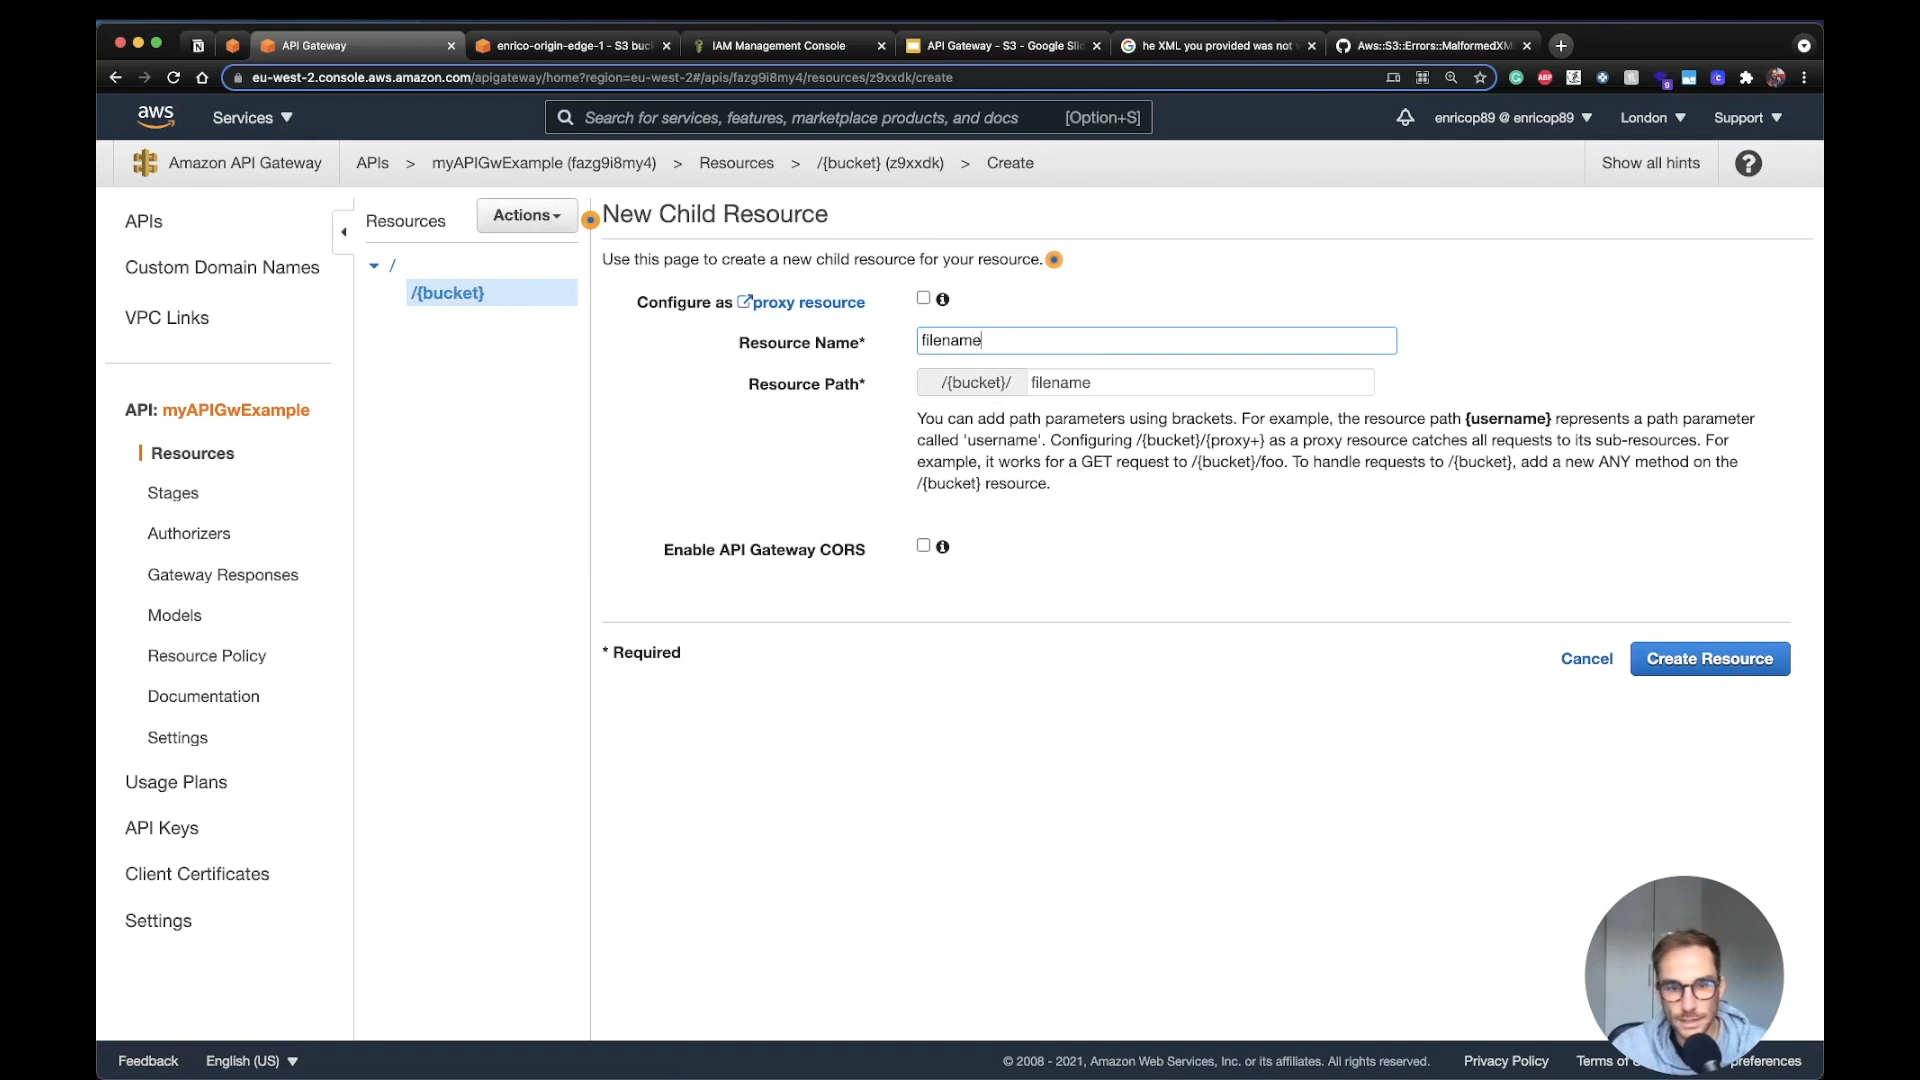 API Gateway
enrico-origin-edge-1 - S3 buc
IAM Management Console
API Gateway - S3 - Google Slid
he XML you provided was not
Aws::S3::Errors::MalformedXM
eu-west-2.console.aws.amazon.com/apigateway/home?region=eu-west-2#/apis/fazg9i8my4/resources/z9xxdk/create
ABP
9
aws
Services
Search for services, features, marketplace products, and docs [Option+S]
enricop89 @ enricop89
London
Support
Amazon API Gateway
APIs > myAPIGwExample (fazg9i8my4) > Resources > /{bucket} (z9xxdk) > Create
Show all hints
?
APIs
Custom Domain Names
VPC Links
API: myAPIGwExample
Resources
Stages
Authorizers
Gateway Responses
Models
Resource Policy
Documentation
Settings
Usage Plans
API Keys
Client Certificates
Settings
Resources
Actions
/
/{bucket}
New Child Resource
Use this page to create a new child resource for your resource.
Configure as proxy resource
Resource Name* filename
Resource Path* /{bucket}/ filename
You can add path parameters using brackets. For example, the resource path {username} represents a path parameter
called 'username'. Configuring /{bucket}/{proxy+} as a proxy resource catches all requests to its sub-resources. For
example, it works for a GET request to /{bucket}/foo. To handle requests to /{bucket}, add a new ANY method on the
/{bucket} resource.
Enable API Gateway CORS
* Required
Cancel
Create Resource
Feedback
English (US)
© 2008 - 2021, Amazon Web Services, Inc. or its affiliates. All rights reserved.
Privacy Policy
Terms of
preferences